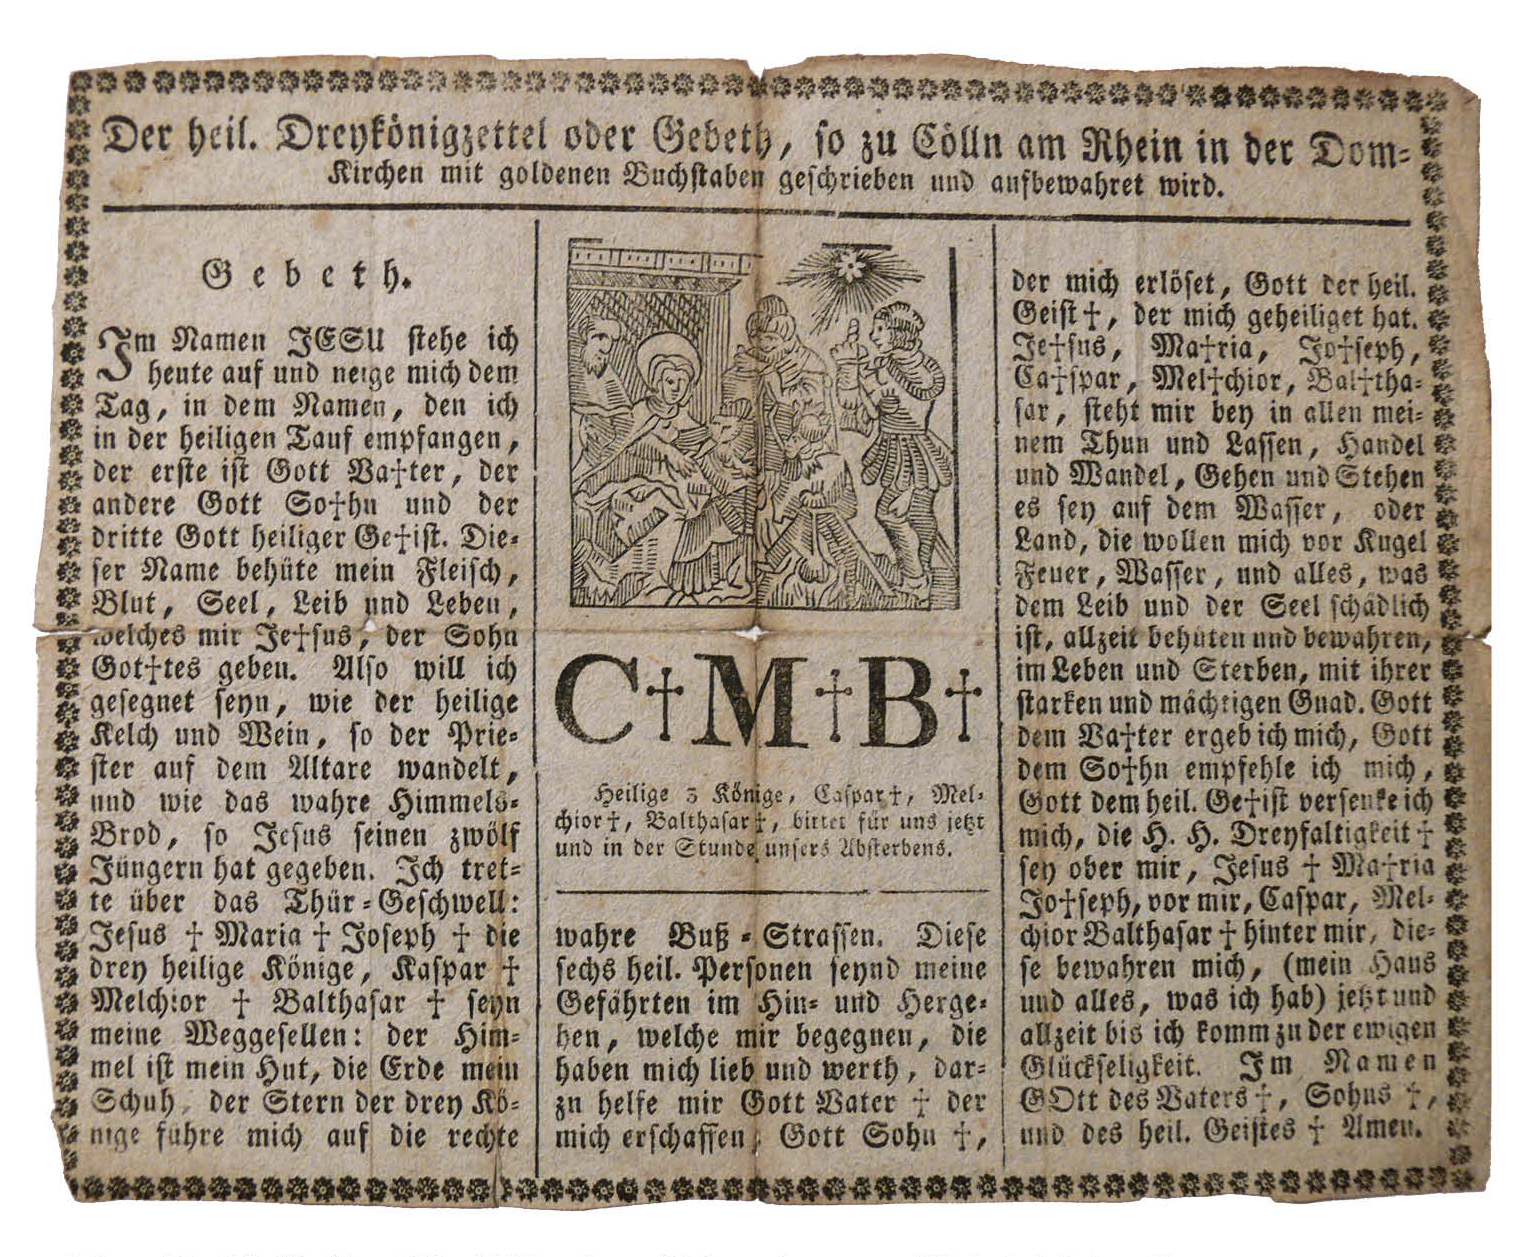 Der heil. Dreykönigzettel oder Gebeth, so zu Cölln am Rhein in der Dom-
Kirchen mit goldenen Buchstaben geschrieben und aufbewahret wird.
Gebeth.
Im Namen JESU stehe ich
heute auf und neige mich dem
Tag, in dem Namen, den ich
in der heiligen Tauf empfangen,
der erste ist Gott Va†ter, der
andere Gott So†hn und der
dritte Gott heiliger Ge†ist. Die-
ser Name behüte mein Fleisch,
Blut, Seel, Leib und Leben,
welches mir Je†sus, der Sohn
Got†tes geben. Also will ich
gesegnet seyn, wie der heilige
Kelch und Wein, so der Prie-
ster auf dem Altare wandelt,
und wie das wahre Himmels-
Brod, so Jesus seinen zwölf
Jüngern hat gegeben. Ich tret-
te über das Thür-Geschwell:
Jesus † Maria † Joseph † die
drey heilige Könige, Kaspar †
Melchior † Balthasar † seyn
meine Weggesellen: der Him-
mel ist mein Hut, die Erde mein
Schuh, der Stern der drey Kö-
nige führe mich auf die rechte
C†M†B†
Heilige 3 Könige, Caspar†, Mel-
chior†, Balthasar†, bittet für uns jetzt
und in der Stunde unsers Absterbens.
wahre Buß-Strassen. Diese
sechs heil. Personen seynd meine
Gefährten im Hin- und Herge-
hen, welche mir begegnen, die
haben mich lieb und werth, dar-
zu helfe mir Gott Vater † der
mich erschaffen, Gott Sohn †,
der mich erlöset, Gott der heil.
Geist†, der mich geheiliget hat.
Je†sus, Ma†ria, Jo†seph,
Ca†spar, Mel†chior, Bal†tha-
sar, steht mir bey in allen mei-
nem Thun und Lassen, Handel
und Wandel, Gehen und Stehen
es sey auf dem Wasser, oder
Land, die wollen mich vor Kugel
Feuer, Wasser, und alles, was
dem Leib und der Seel schädlich
ist, allzeit behüten und bewahren,
im Leben und Sterben, mit ihrer
starken und mächtigen Gnad. Gott
dem Va†ter ergeb ich mich, Gott
dem So†hn empfehle ich mich,
Gott dem heil. Ge†ist versenke ich
mich, die H. H. Dreyfaltigkeit †
sey ober mir, Jesus † Ma†ria
Jo†seph, vor mir, Caspar, Mel-
chior Balthasar † hinter mir, die-
se bewahren mich, (mein Haus
und alles, was ich hab) jetzt und
allzeit bis ich komm zu der ewigen
Glückseligkeit. Im Namen
GOtt des Vaters†, Sohns †,
und des heil. Geistes † Amen.